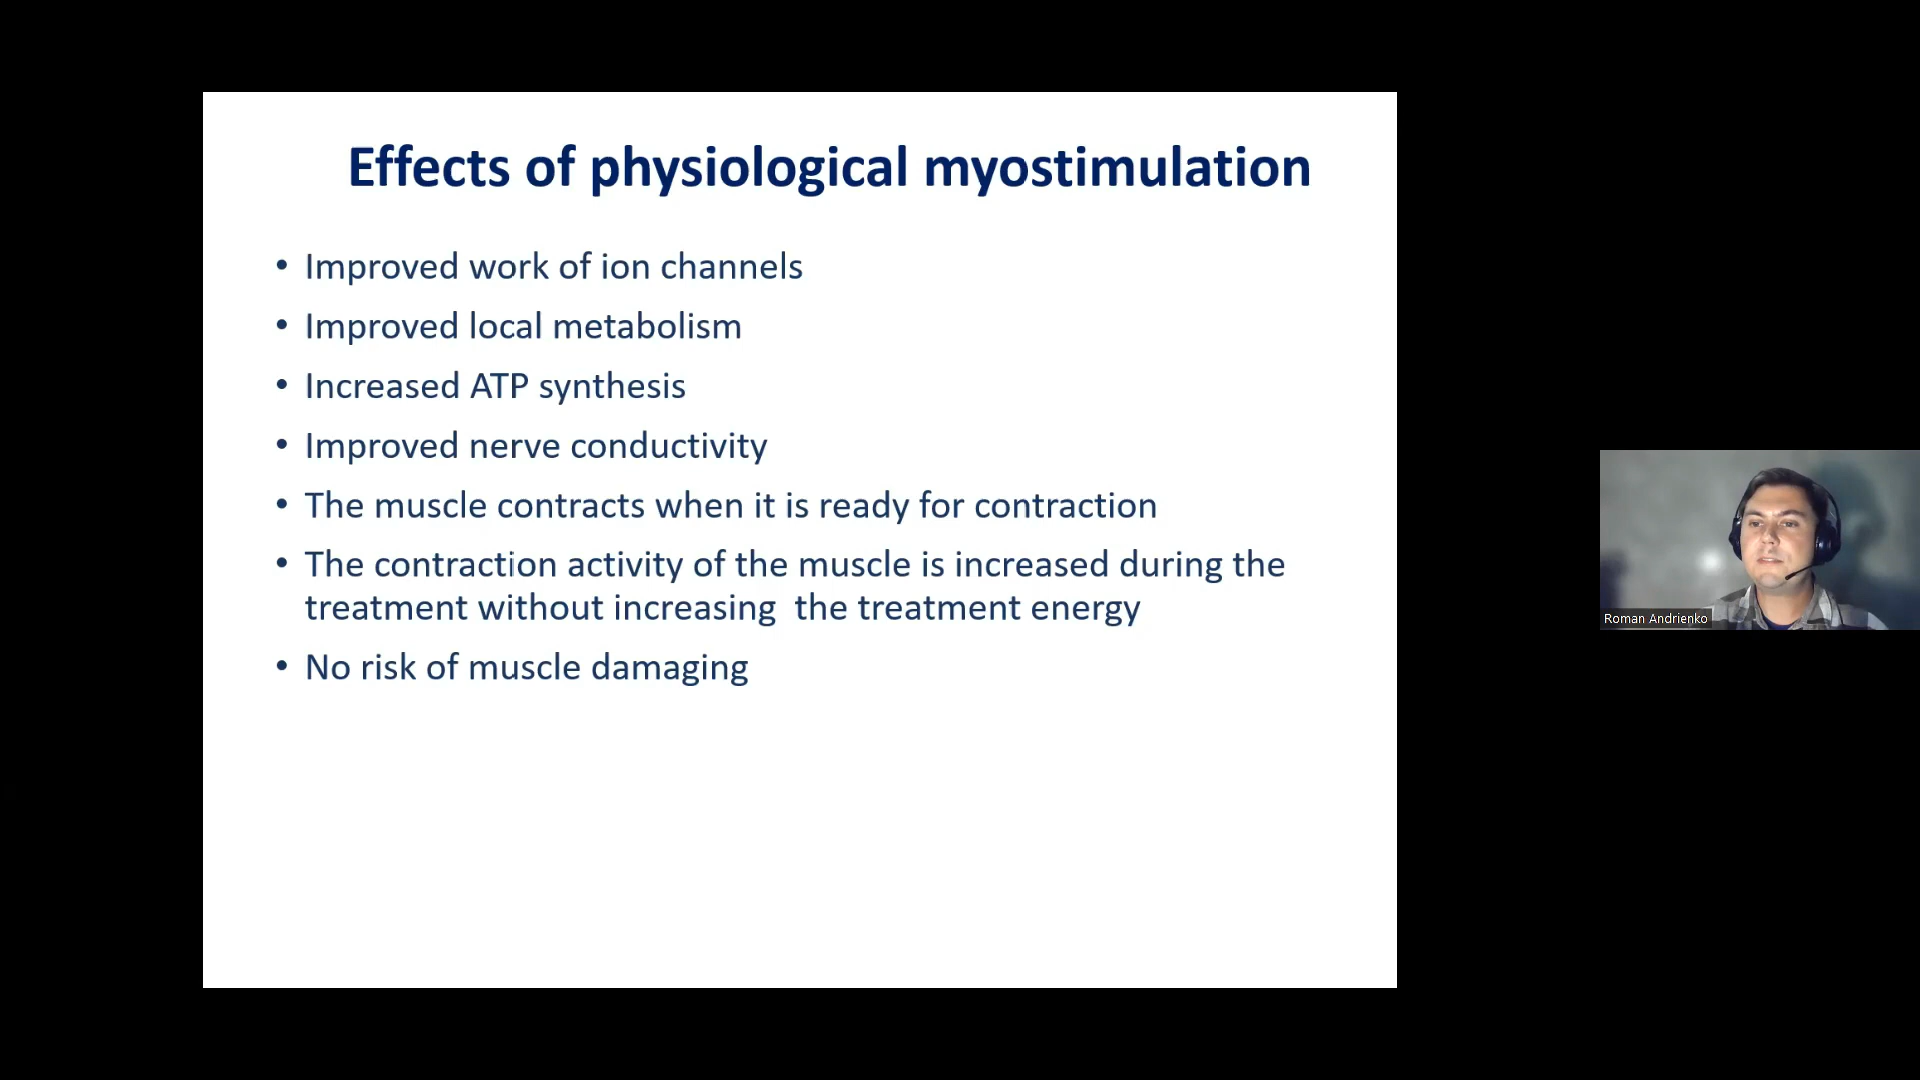 Effects of physiological myostimulation
• Improved work of ion channels
• Improved local metabolism
• Increased ATP synthesis
• Improved nerve conductivity
• The muscle contracts when it is ready for contraction
• The contraction activity of the muscle is increased during the
treatment without increasing  the treatment energy
• No risk of muscle damaging
Roman Andrienko